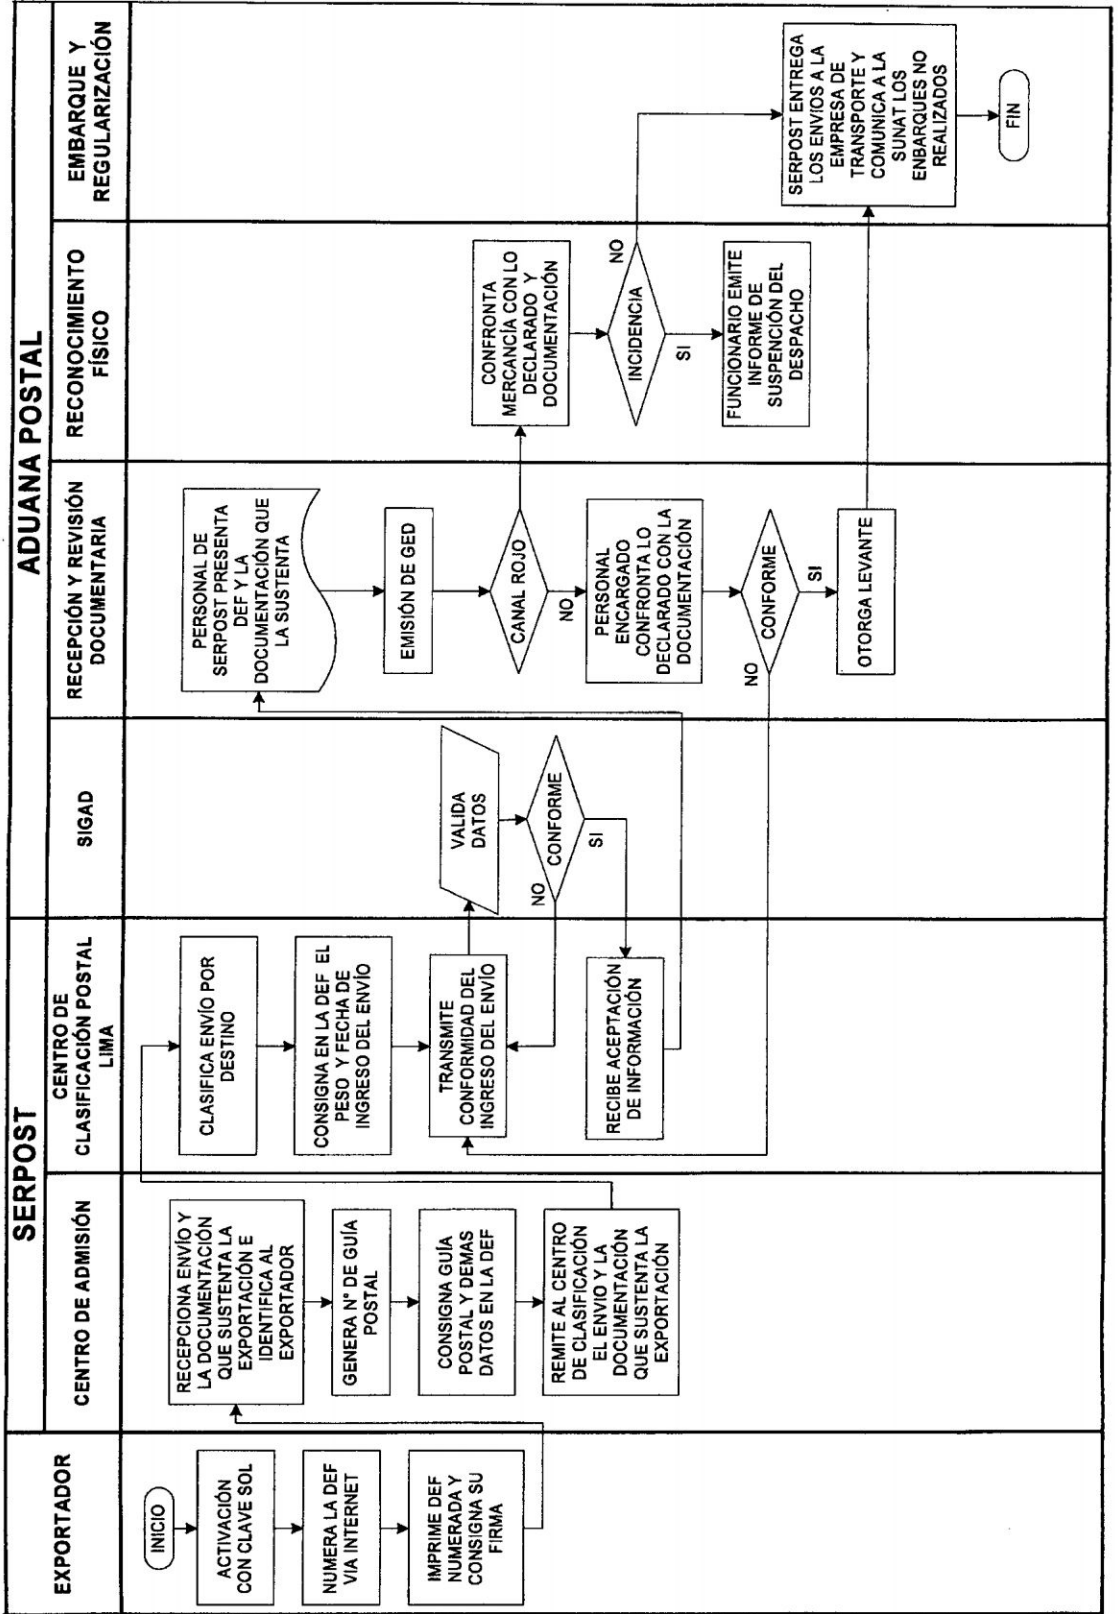 SERPOST
ADUANA POSTAL
EXPORTADOR
CENTRO DE ADMISIÓN
CENTRO DE
CLASIFICACIÓN POSTAL
LIMA
SIGAD
RECEPCIÓN Y REVISIÓN
DOCUMENTARIA
RECONOCIMIENTO
FÍSICO
EMBARQUE Y
REGULARIZACIÓN
INICIO
ACTIVACIÓN
CON CLAVE SOL
NUMERA LA DEF
VIA INTERNET
IMPRIME DEF
NUMERADA Y
CONSIGNA SU
FIRMA
RECEPCIONA ENVÍO Y
LA DOCUMENTACIÓN
QUE SUSTENTA LA
EXPORTACIÓN E
IDENTIFICA AL
EXPORTADOR
GENERA N° DE GUÍA
POSTAL
CONSIGNA GUÍA
POSTAL Y DEMAS
DATOS EN LA DEF
REMITE AL CENTRO
DE CLASIFICACIÓN
EL ENVIO Y LA
DOCUMENTACIÓN
QUE SUSTENTA LA
EXPORTACIÓN
CLASIFICA ENVÍO POR
DESTINO
CONSIGNA EN LA DEF EL
PESO Y FECHA DE
INGRESO DEL ENVÍO
TRANSMITE
CONFORMIDAD DEL
INGRESO DEL ENVÍO
RECIBE ACEPTACIÓN
DE INFORMACIÓN
VALIDA
DATOS
CONFORME
NO
SI
PERSONAL DE
SERPOST PRESENTA
DEF Y LA
DOCUMENTACIÓN QUE
LA SUSTENTA
EMISIÓN DE GED
CANAL ROJO
NO
PERSONAL
ENCARGADO
CONFRONTA LO
DECLARADO CON LA
DOCUMENTACIÓN
CONFORME
NO
SI
OTORGA LEVANTE
CONFRONTA
MERCANCÍA CON LO
DECLARADO Y
DOCUMENTACIÓN
INCIDENCIA
NO
SI
FUNCIONARIO EMITE
INFORME DE
SUSPENCIÓN DEL
DESPACHO
SERPOST ENTREGA
LOS ENVIOS A LA
EMPRESA DE
TRANSPORTE Y
COMUNICA A LA
SUNAT LOS
ENBARQUES NO
REALIZADOS
FIN